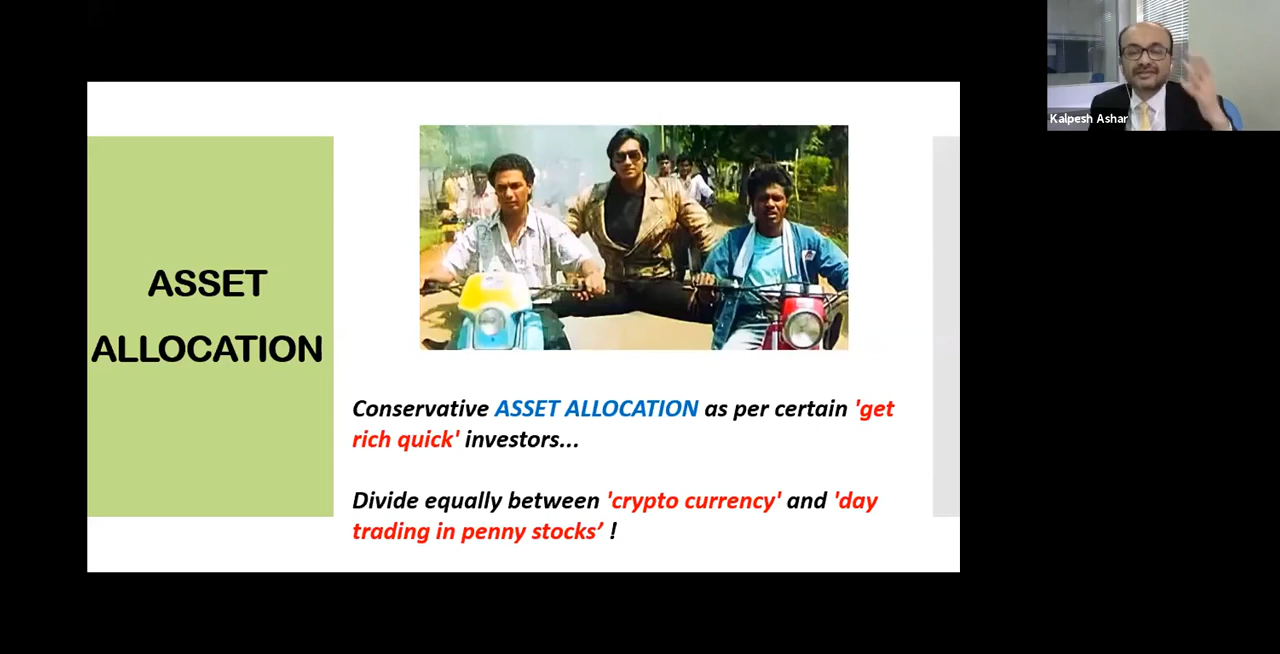 Kalpesh Ashar
ASSET
ALLOCATION
Conservative ASSET ALLOCATION as per certain 'get
rich quick' investors...
Divide equally between 'crypto currency' and 'day
trading in penny stocks’ !